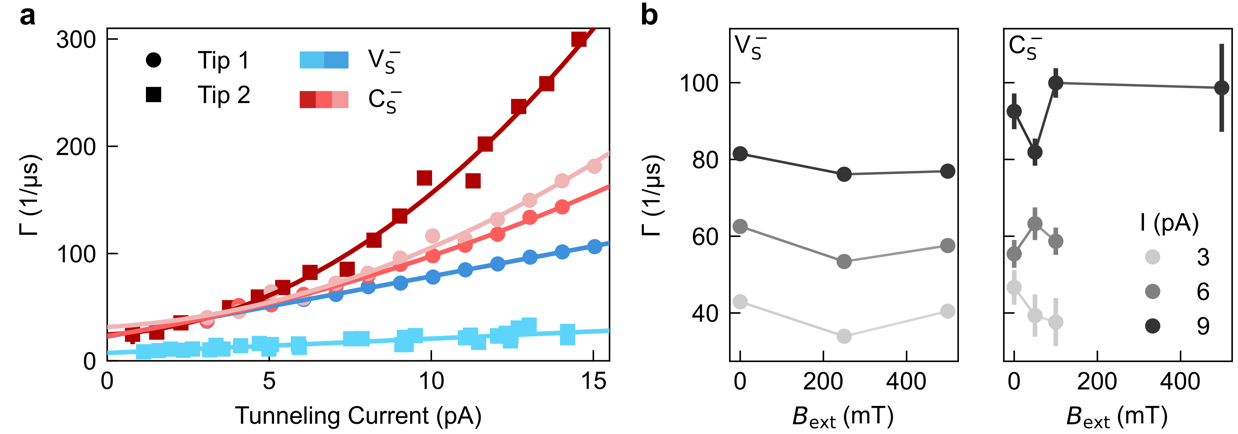 a
Γ (1/μs)
300
200
100
0
0 5 10 15
Tunneling Current (pA)
Tip 1
Tip 2
V_S^−
C_S^−
b
Γ (1/μs)
100
80
60
40
V_S^−
0 200 400
B_ext (mT)
C_S^−
I (pA)
3
6
9
0 200 400
B_ext (mT)